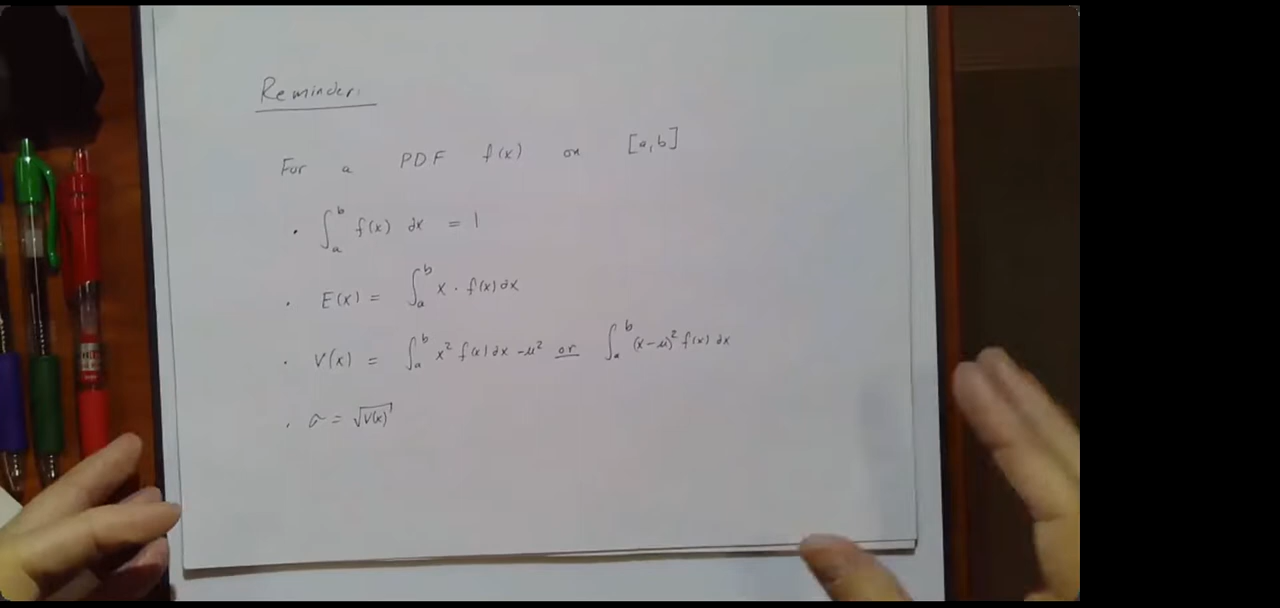 Reminder:
For a PDF f(x) on [a,b]
· ∫_a^b f(x) dx = 1
· E(x) = ∫_a^b x · f(x) dx
· V(x) = ∫_a^b x² f(x) dx - μ² or ∫_a^b (x-μ)² f(x) dx
· σ = √V(x)